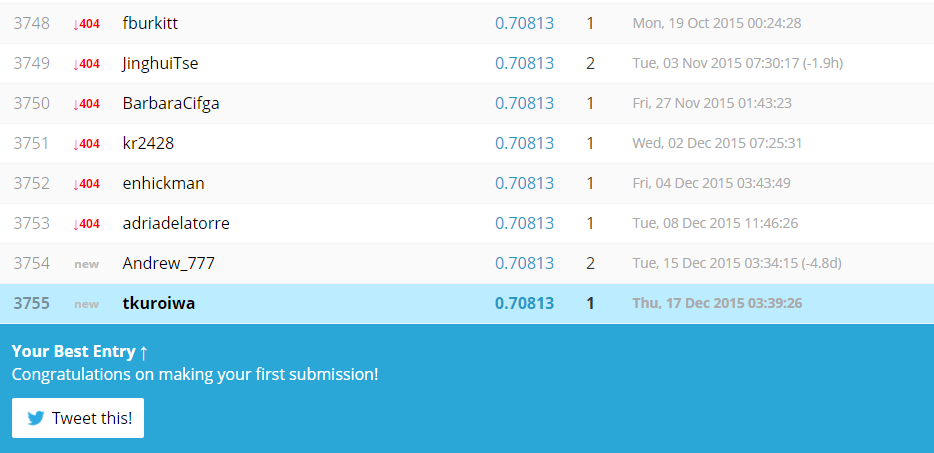 3748 ↓404 fburkitt 0.70813 1 Mon, 19 Oct 2015 00:24:28
3749 ↓404 JinghuiTse 0.70813 2 Tue, 03 Nov 2015 07:30:17 (-1.9h)
3750 ↓404 BarbaraCifga 0.70813 1 Fri, 27 Nov 2015 01:43:23
3751 ↓404 kr2428 0.70813 1 Wed, 02 Dec 2015 07:25:31
3752 ↓404 enhickman 0.70813 1 Fri, 04 Dec 2015 03:43:49
3753 ↓404 adriadelatorre 0.70813 1 Tue, 08 Dec 2015 11:46:26
3754 new Andrew_777 0.70813 2 Tue, 15 Dec 2015 03:34:15 (-4.8d)
3755 new tkuroiwa 0.70813 1 Thu, 17 Dec 2015 03:39:26
Your Best Entry ↑
Congratulations on making your first submission!
Tweet this!